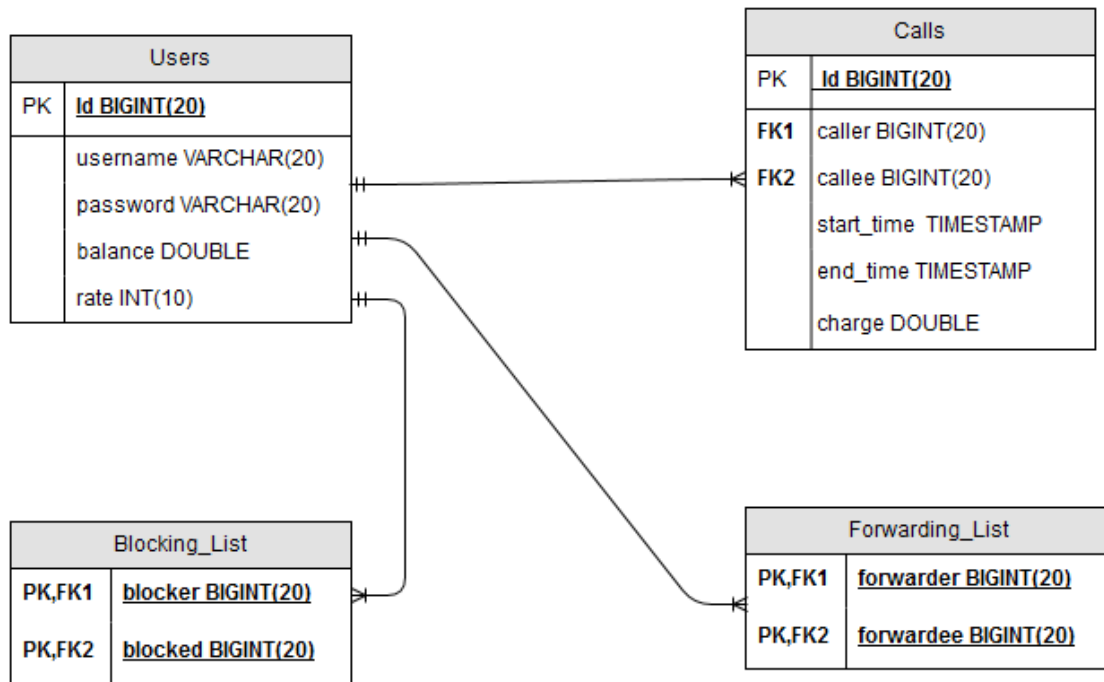 Users
PK Id BIGINT(20)
username VARCHAR(20)
password VARCHAR(20)
balance DOUBLE
rate INT(10)
Calls
PK Id BIGINT(20)
FK1 caller BIGINT(20)
FK2 callee BIGINT(20)
start_time TIMESTAMP
end_time TIMESTAMP
charge DOUBLE
Blocking_List
PK,FK1 blocker BIGINT(20)
PK,FK2 blocked BIGINT(20)
Forwarding_List
PK,FK1 forwarder BIGINT(20)
PK,FK2 forwardee BIGINT(20)